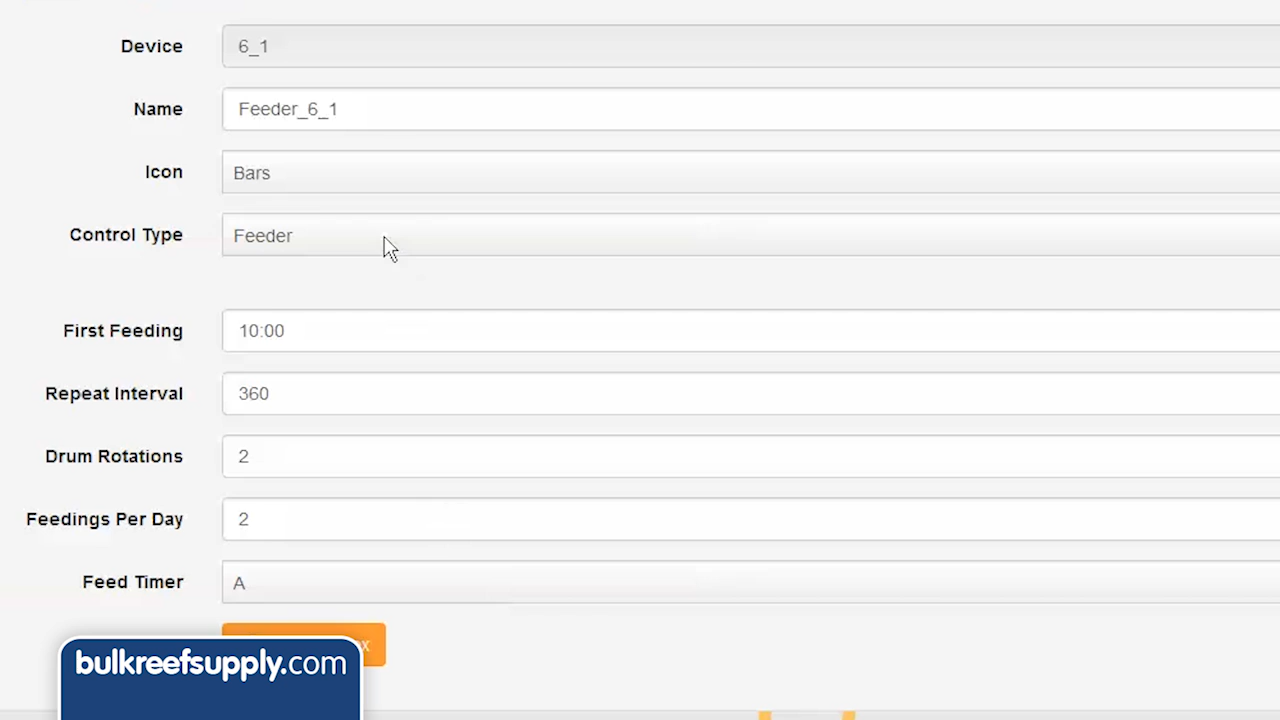 Device 6_1
Name Feeder_6_1
Icon Bars
Control Type Feeder
First Feeding 10:00
Repeat Interval 360
Drum Rotations 2
Feedings Per Day 2
Feed Timer A
bulkreefsupply.com